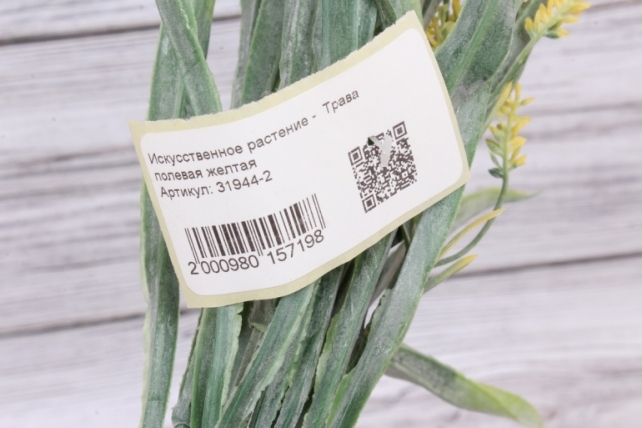 Искусственное растение - Трава
полевая желтая
Артикул: 31944-2
2000980 157198